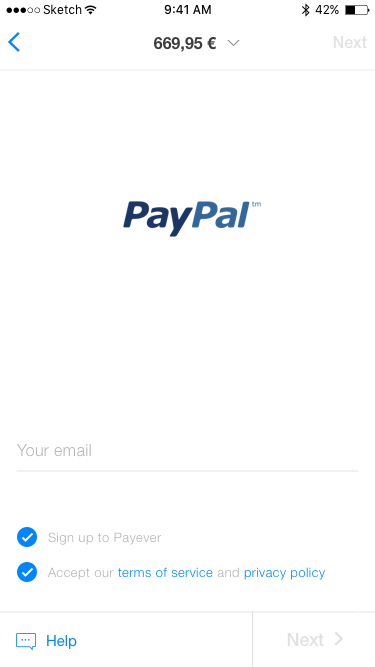 Sketch 9:41 AM 42%
669,95 € Next
PayPal™
Your email
Sign up to Payever
Accept our terms of service and privacy policy
Help Next